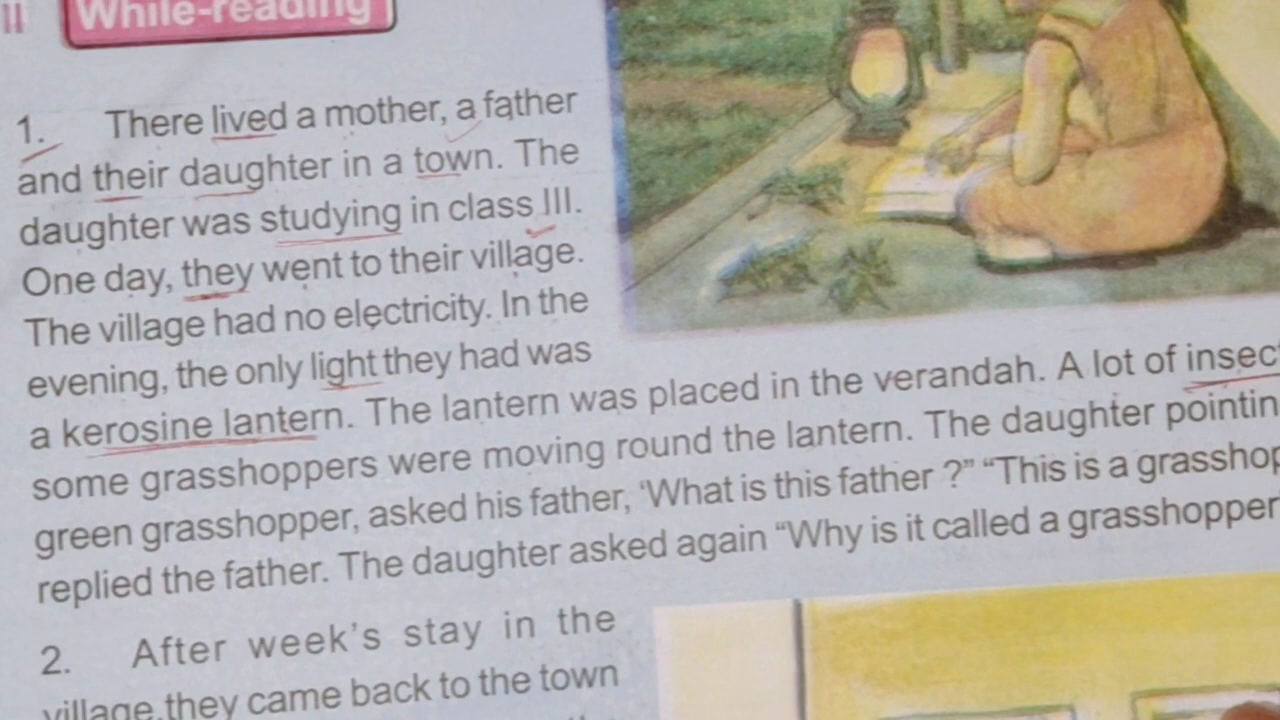 II While-reading
1. There lived a mother, a father
and their daughter in a town. The
daughter was studying in class III.
One day, they went to their village.
The village had no electricity. In the
evening, the only light they had was
a kerosine lantern. The lantern was placed in the verandah. A lot of insec
some grasshoppers were moving round the lantern. The daughter pointin
green grasshopper, asked his father, ‘What is this father ?” “This is a grasshop
replied the father. The daughter asked again “Why is it called a grasshopper
2. After week’s stay in the
village,they came back to the town